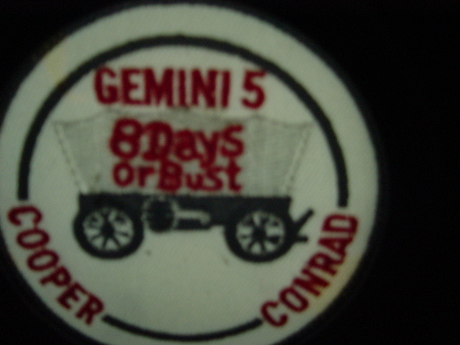 GEMINI 5
8 Days
or Bust
COOPER
CONRAD